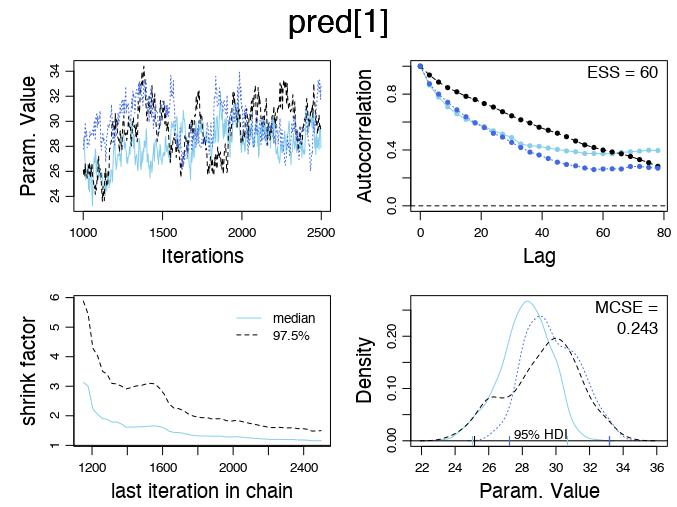 pred[1]
Param. Value
24 26 28 30 32 34
1000 1500 2000 2500
Iterations
Autocorrelation
0.0 0.4 0.8
ESS = 60
0 20 40 60 80
Lag
shrink factor
1 2 3 4 5 6
median
97.5%
1200 1600 2000 2400
last iteration in chain
Density
0.00 0.10 0.20
MCSE =
0.243
95% HDI
22 24 26 28 30 32 34 36
Param. Value